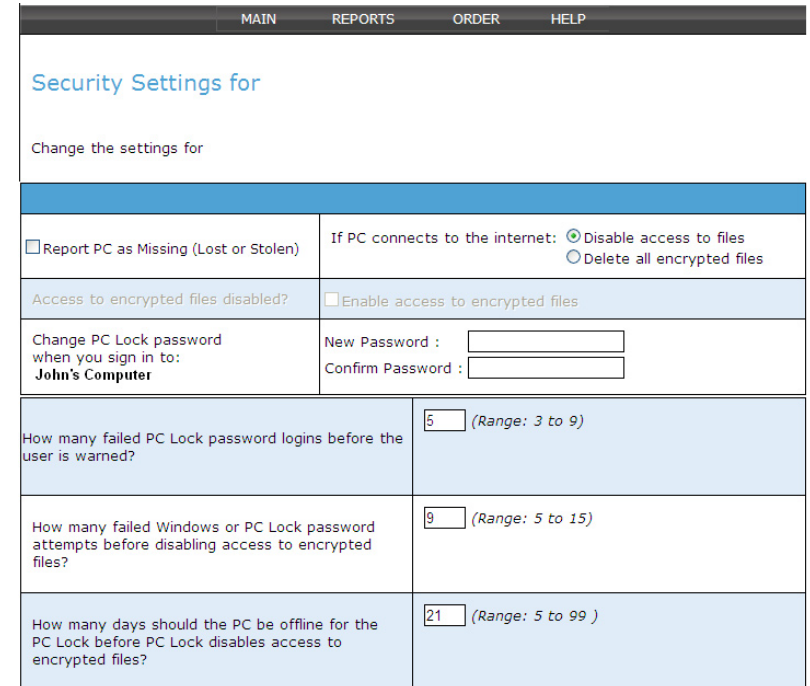 MAIN REPORTS ORDER HELP
Security Settings for
Change the settings for
Report PC as Missing (Lost or Stolen)
If PC connects to the internet: Disable access to files
Delete all encrypted files
Access to encrypted files disabled?
Enable access to encrypted files
Change PC Lock password
when you sign in to:
John's Computer
New Password :
Confirm Password :
How many failed PC Lock password logins before the
user is warned?
5 (Range: 3 to 9)
How many failed Windows or PC Lock password
attempts before disabling access to encrypted
files?
9 (Range: 5 to 15)
How many days should the PC be offline for the
PC Lock before PC Lock disables access to
encrypted files?
21 (Range: 5 to 99 )